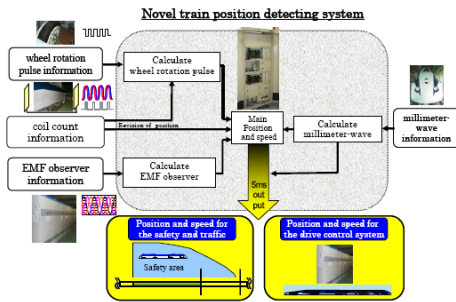 Novel train position detecting system
wheel rotation
pulse information
Calculate
wheel rotation pulse
coil count
information
Revision of position
Main
Position
and speed
Calculate
millimeter-wave
millimeter-
wave
information
EMF observer
information
Calculate
EMF observer
5ms
out
put
Position and speed for
the safety and traffic
Safety area
Position and speed for
the drive control system